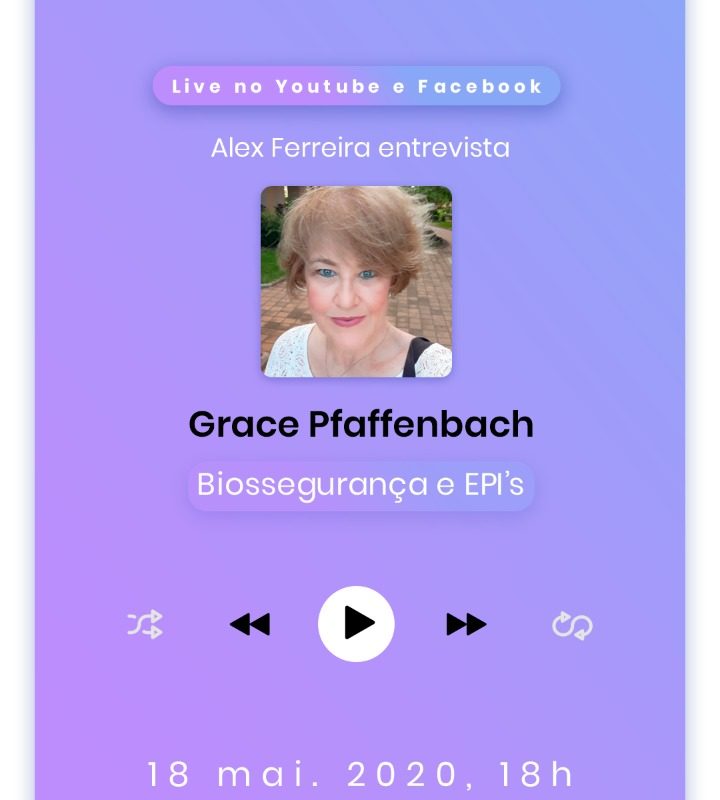 Live no Youtube e Facebook
Alex Ferreira entrevista
Grace Pfaffenbach
Biossegurança e EPI's
18 mai. 2020, 18h